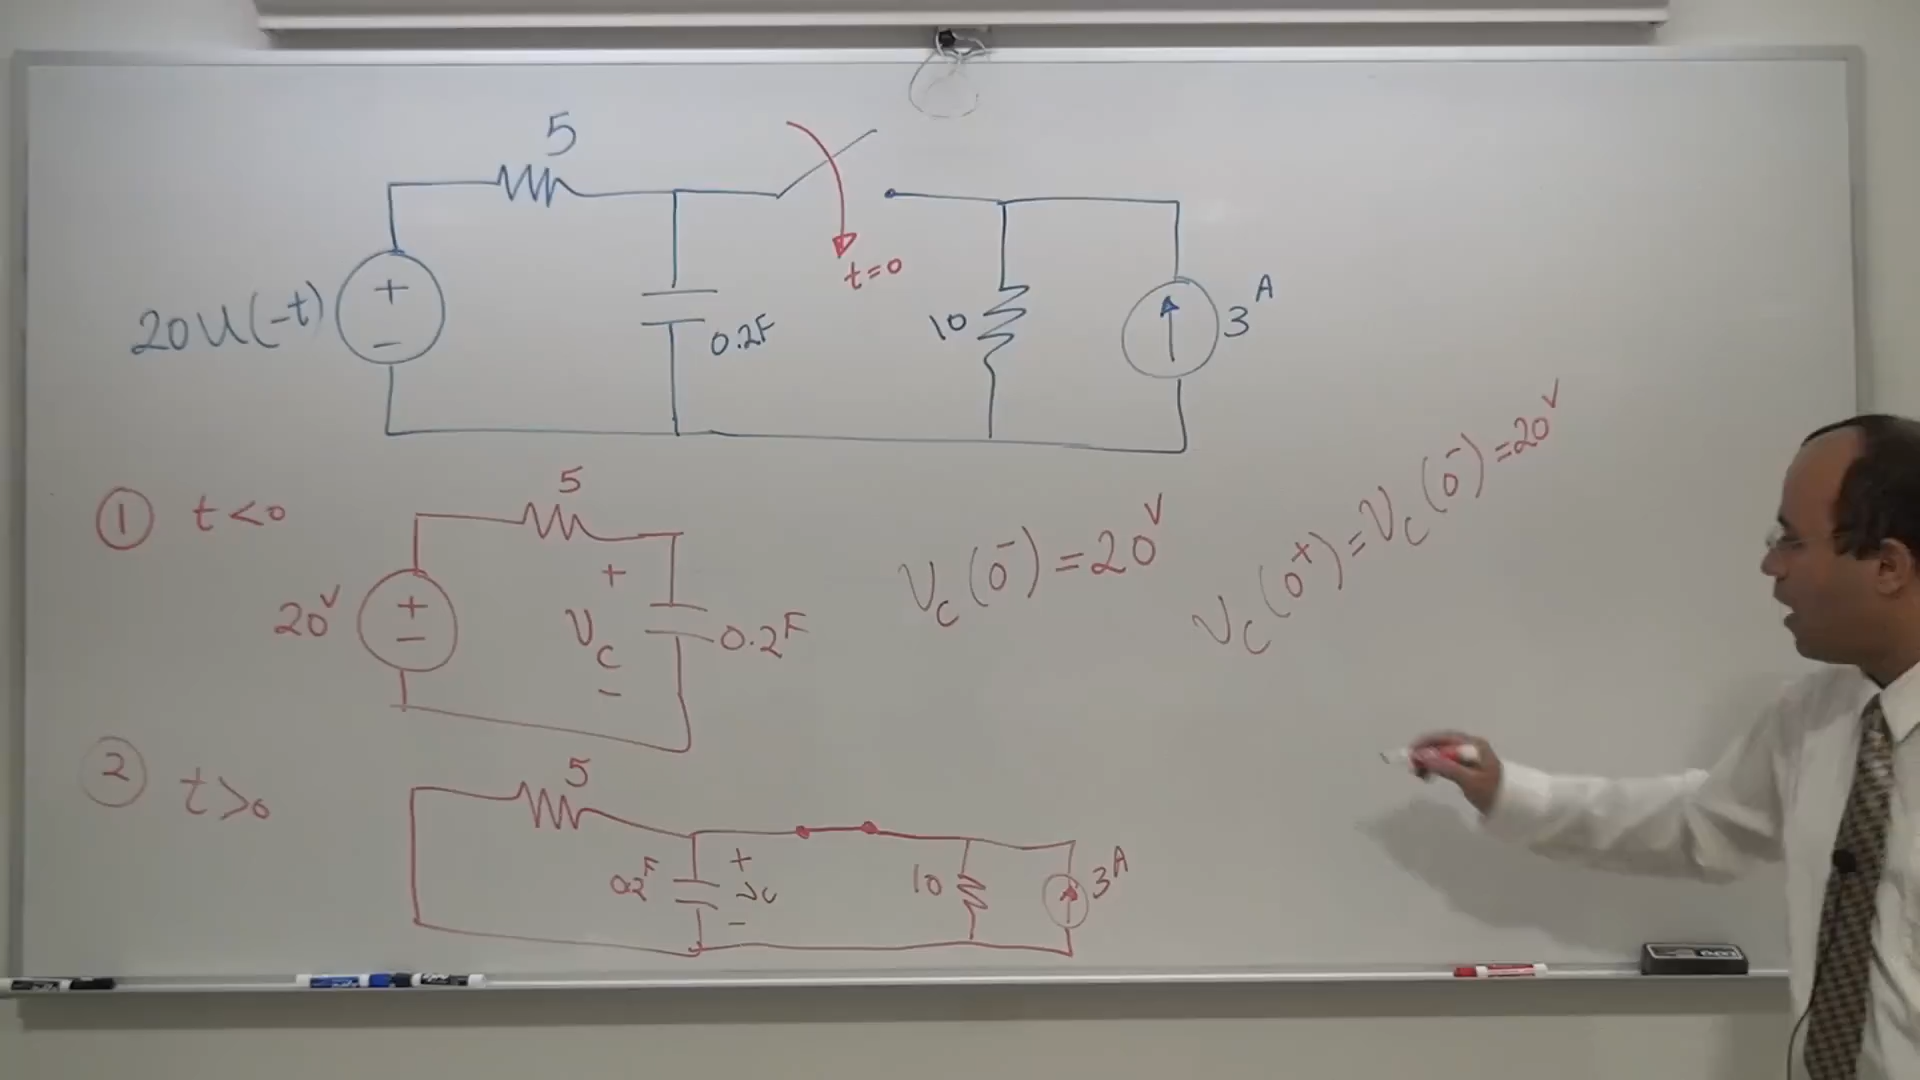 5
20U(-t)
+
-
0.2F
t=0
10
3A
① t<0
5
20V
+
-
+
Vc
-
0.2F
Vc(0⁻)=20V
Vc(0⁺)=Vc(0⁻)=20V
② t>0
5
0.2F
+
Vc
-
10
3A